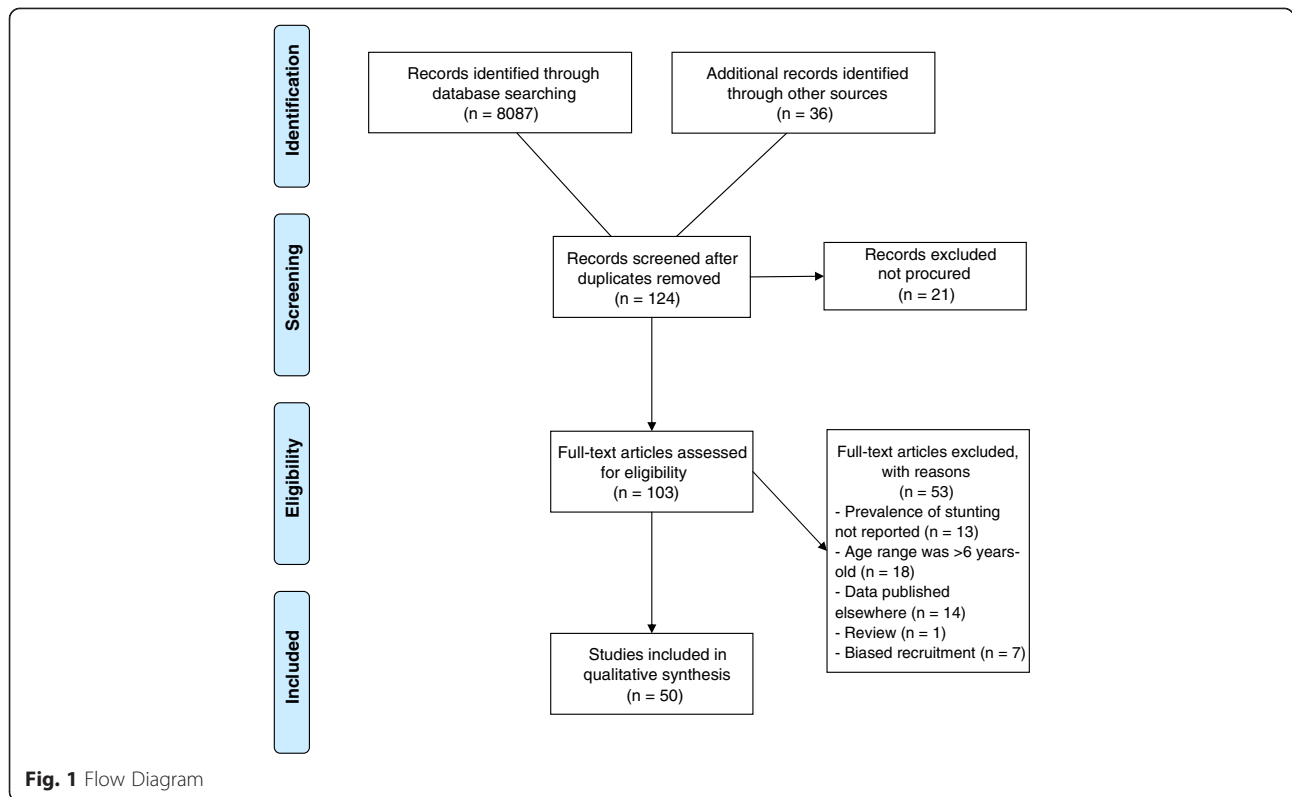 Identification
Records identified through
database searching
(n = 8087)
Additional records identified
through other sources
(n = 36)
Screening
Records screened after
duplicates removed
(n = 124)
Records excluded
not procured
(n = 21)
Eligibility
Full-text articles assessed
for eligibility
(n = 103)
Full-text articles excluded,
with reasons
(n = 53)
- Prevalence of stunting
not reported (n = 13)
- Age range was >6 years-
old (n = 18)
- Data published
elsewhere (n = 14)
- Review (n = 1)
- Biased recruitment (n = 7)
Included
Studies included in
qualitative synthesis
(n = 50)
Fig. 1 Flow Diagram